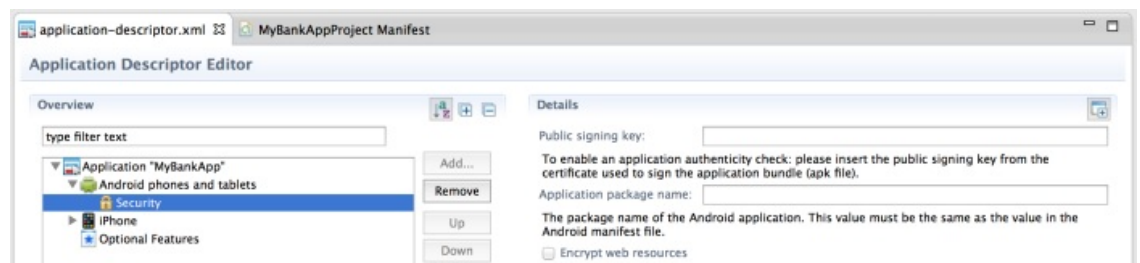 application-descriptor.xml
MyBankAppProject Manifest
Application Descriptor Editor
Overview
type filter text
Application "MyBankApp"
Android phones and tablets
Security
iPhone
Optional Features
Add...
Remove
Up
Down
Details
Public signing key:
To enable an application authenticity check: please insert the public signing key from the
certificate used to sign the application bundle (apk file).
Application package name:
The package name of the Android application. This value must be the same as the value in the
Android manifest file.
Encrypt web resources